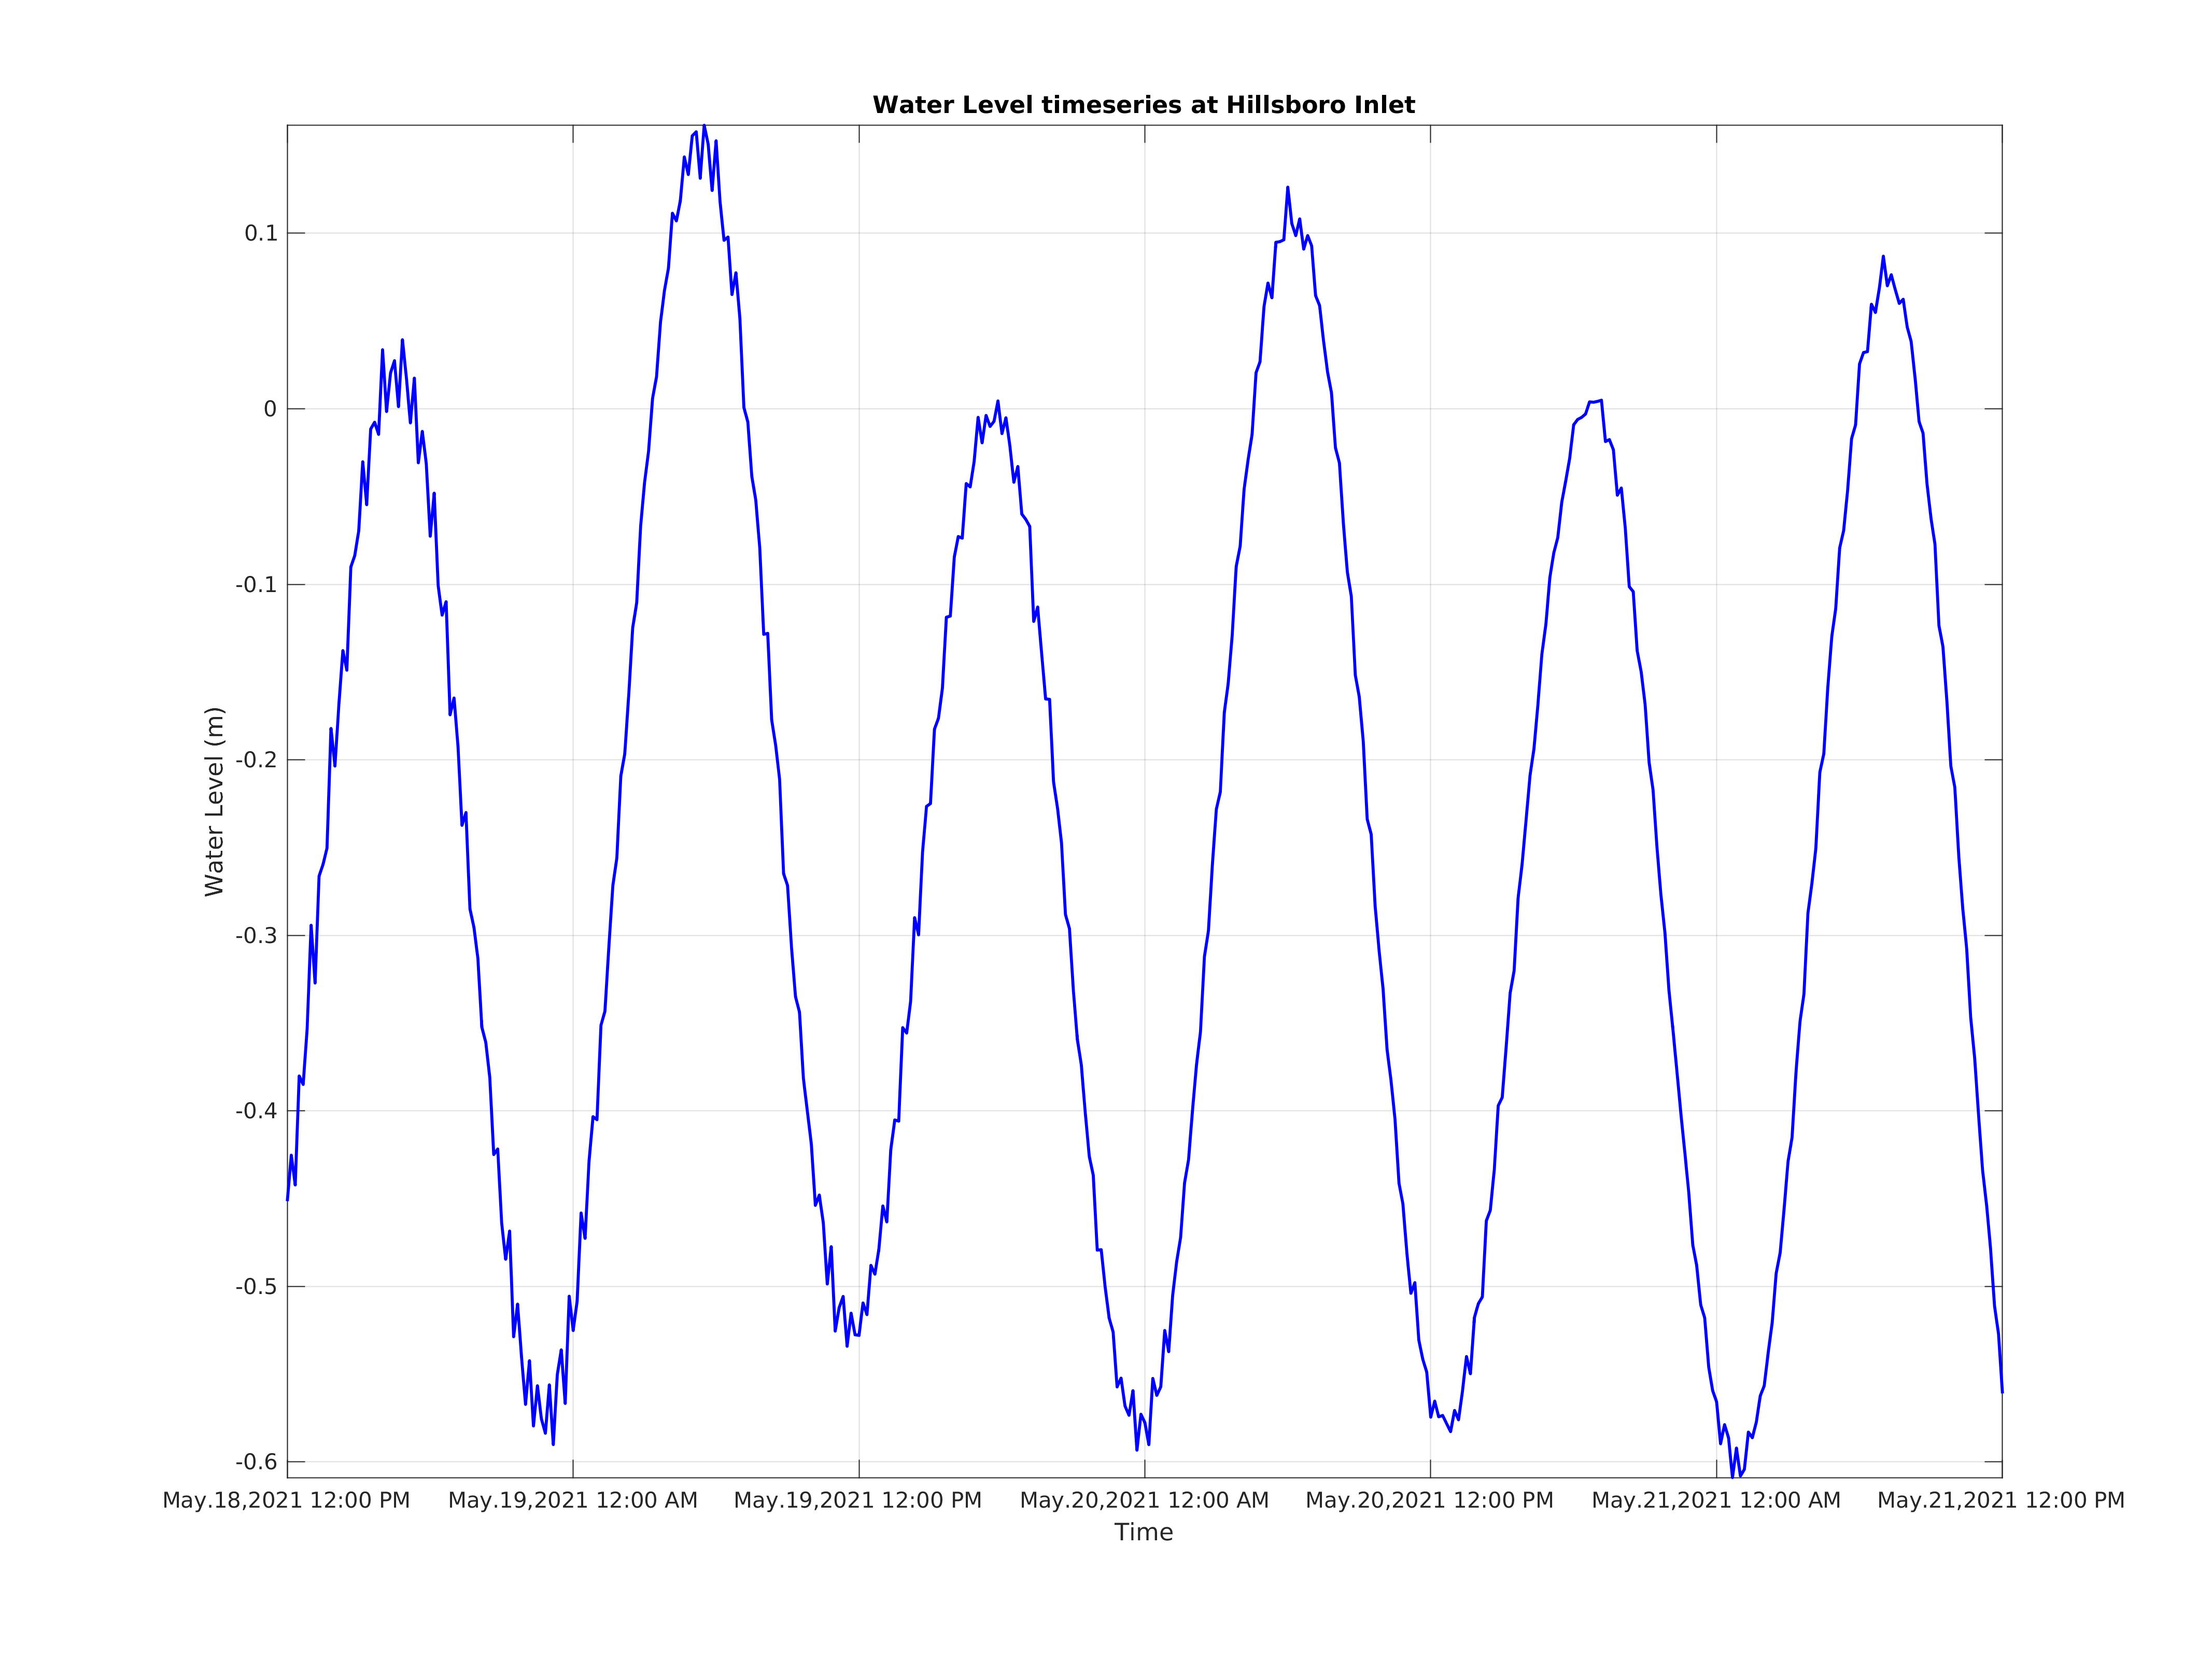 Water Level timeseries at Hillsboro Inlet
0.1
0
-0.1
-0.2
-0.3
-0.4
-0.5
-0.6
Water Level (m)
May.18,2021 12:00 PM
May.19,2021 12:00 AM
May.19,2021 12:00 PM
May.20,2021 12:00 AM
May.20,2021 12:00 PM
May.21,2021 12:00 AM
May.21,2021 12:00 PM
Time